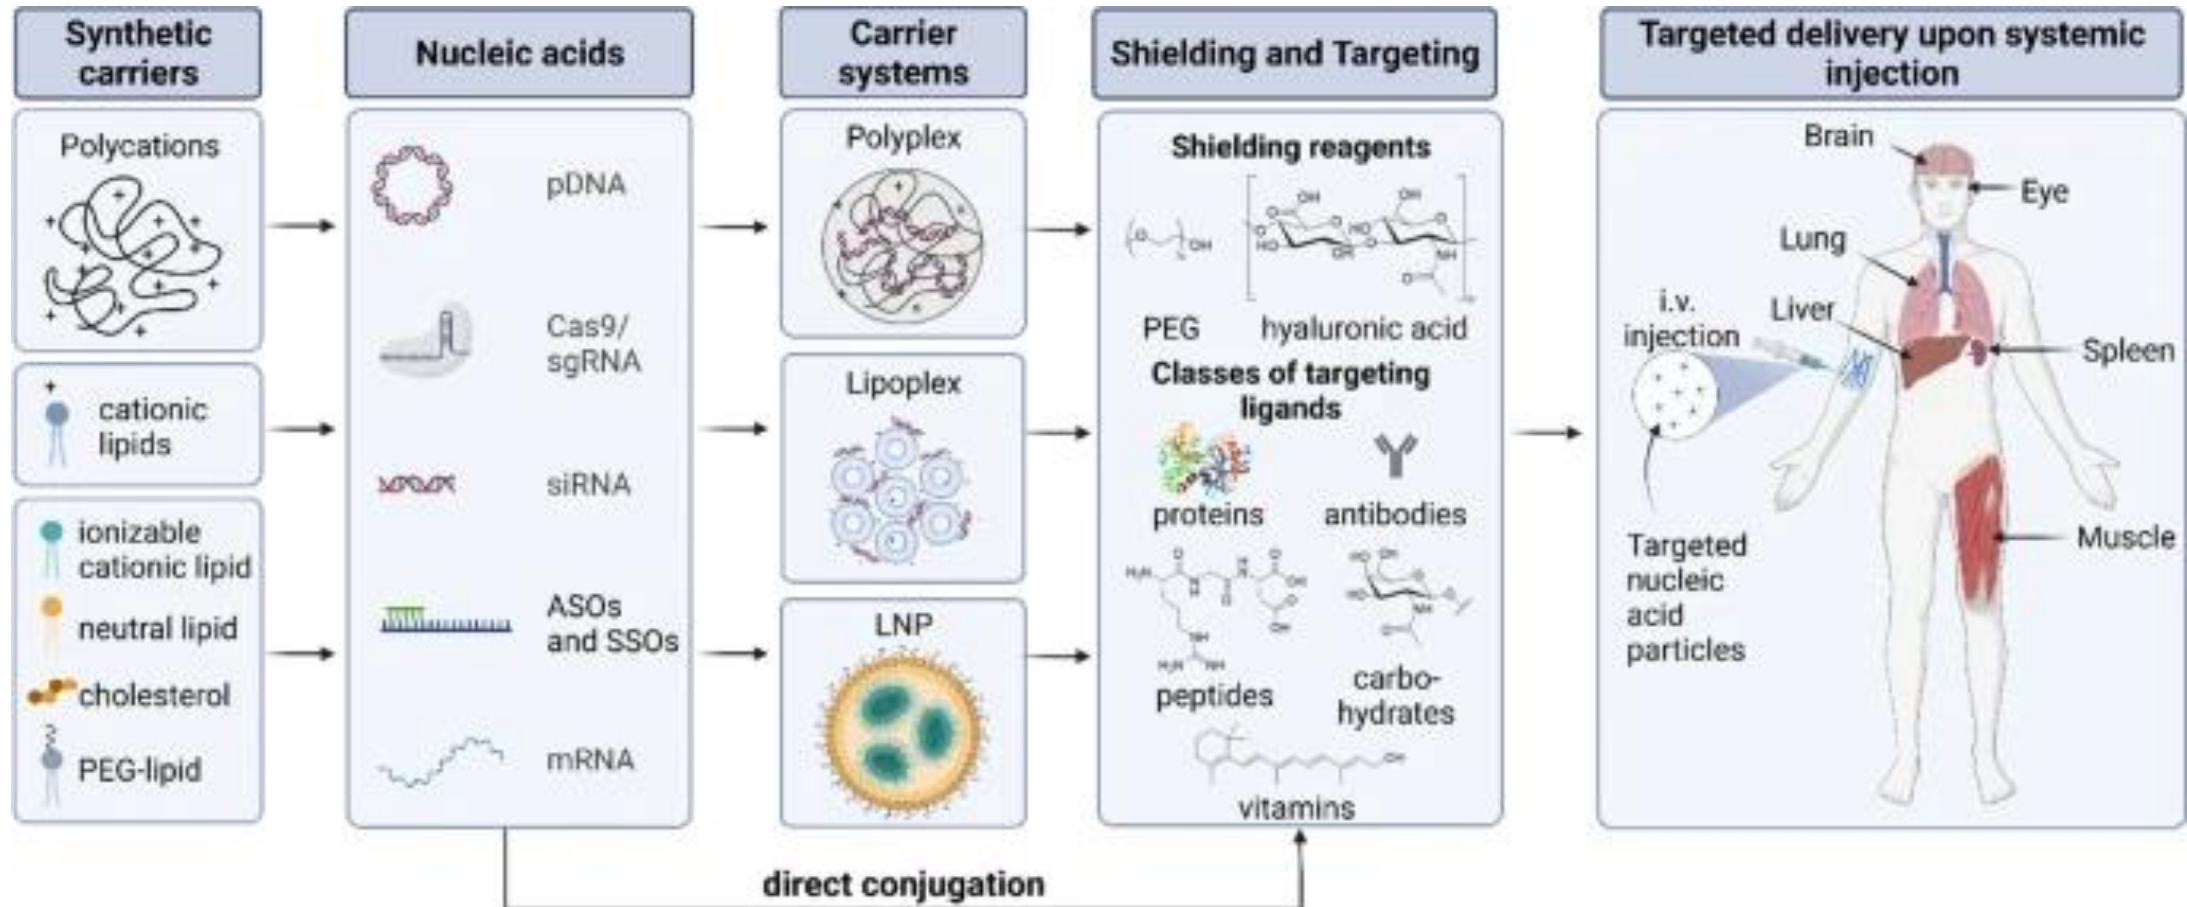 Synthetic
carriers
Nucleic acids
Carrier
systems
Shielding and Targeting
Targeted delivery upon systemic
injection
Polycations
cationic
lipids
ionizable
cationic lipid
neutral lipid
cholesterol
PEG-lipid
pDNA
Cas9/
sgRNA
siRNA
ASOs
and SSOs
mRNA
Polyplex
Lipoplex
LNP
Shielding reagents
PEG
hyaluronic acid
Classes of targeting
ligands
proteins
antibodies
peptides
carbo-
hydrates
vitamins
Brain
Eye
Lung
Liver
i.v.
injection
Spleen
Muscle
Targeted
nucleic
acid
particles
direct conjugation